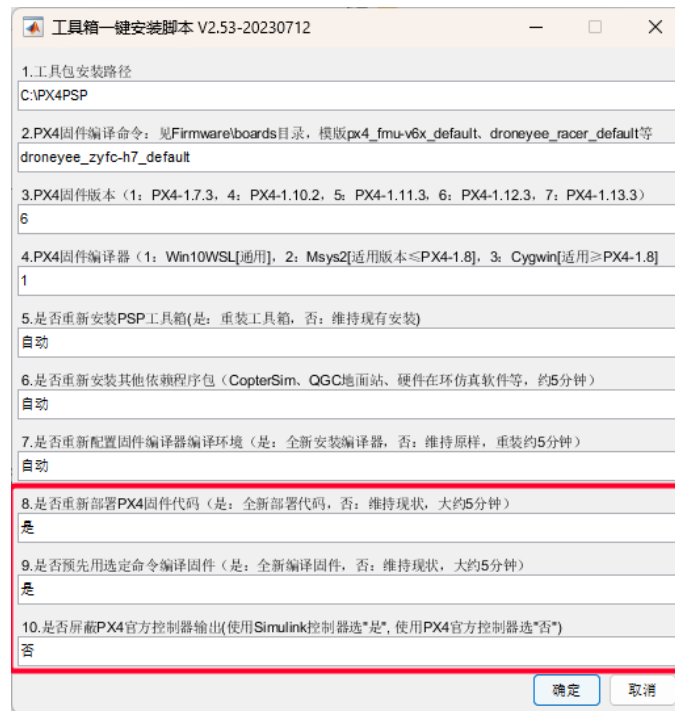 工具箱一键安装脚本 V2.53-20230712
1.工具包安装路径
C:\PX4PSP
2.PX4固件编译命令：见Firmware\boards目录，模版px4_fmu-v6x_default、droneyee_racer_default等
droneyee_zyfc-h7_default
3.PX4固件版本（1：PX4-1.7.3，4：PX4-1.10.2，5：PX4-1.11.3，6：PX4-1.12.3，7：PX4-1.13.3）
6
4.PX4固件编译器（1：Win10WSL[通用]，2：Msys2[适用版本≤PX4-1.8]，3：Cygwin[适用≥PX4-1.8]
1
5.是否重新安装PSP工具箱(是：重装工具箱，否：维持现有安装)
自动
6.是否重新安装其他依赖程序包（CopterSim、QGC地面站、硬件在环仿真软件等，约5分钟）
自动
7.是否重新配置固件编译器编译环境（是：全新安装编译器，否：维持原样，重装约5分钟）
自动
8.是否重新部署PX4固件代码（是：全新部署代码，否：维持现状，大约5分钟）
是
9.是否预先用选定命令编译固件（是：全新编译固件，否：维持现状，大约5分钟）
是
10.是否屏蔽PX4官方控制器输出(使用Simulink控制器选"是", 使用PX4官方控制器选"否")
否
确定 取消